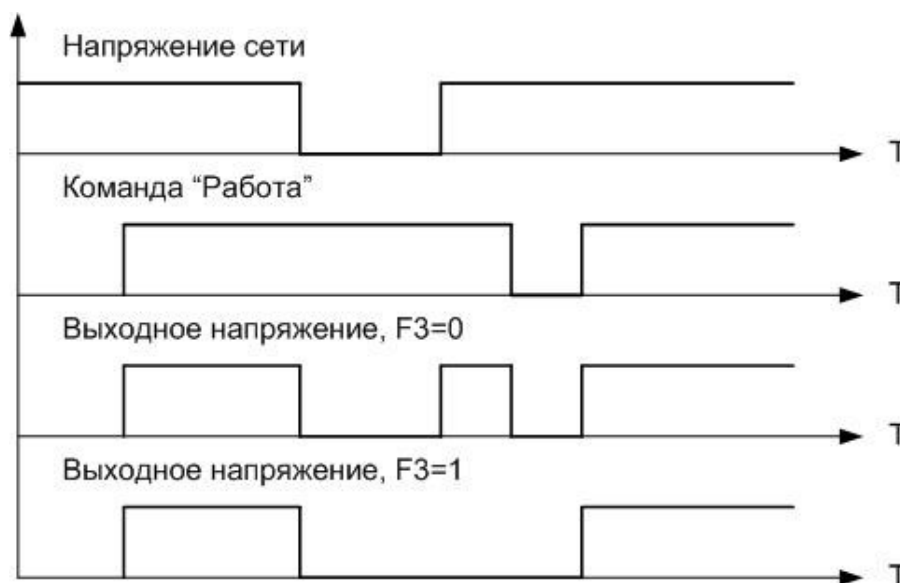 Напряжение сети
T
Команда “Работа”
T
Выходное напряжение, F3=0
T
Выходное напряжение, F3=1
T